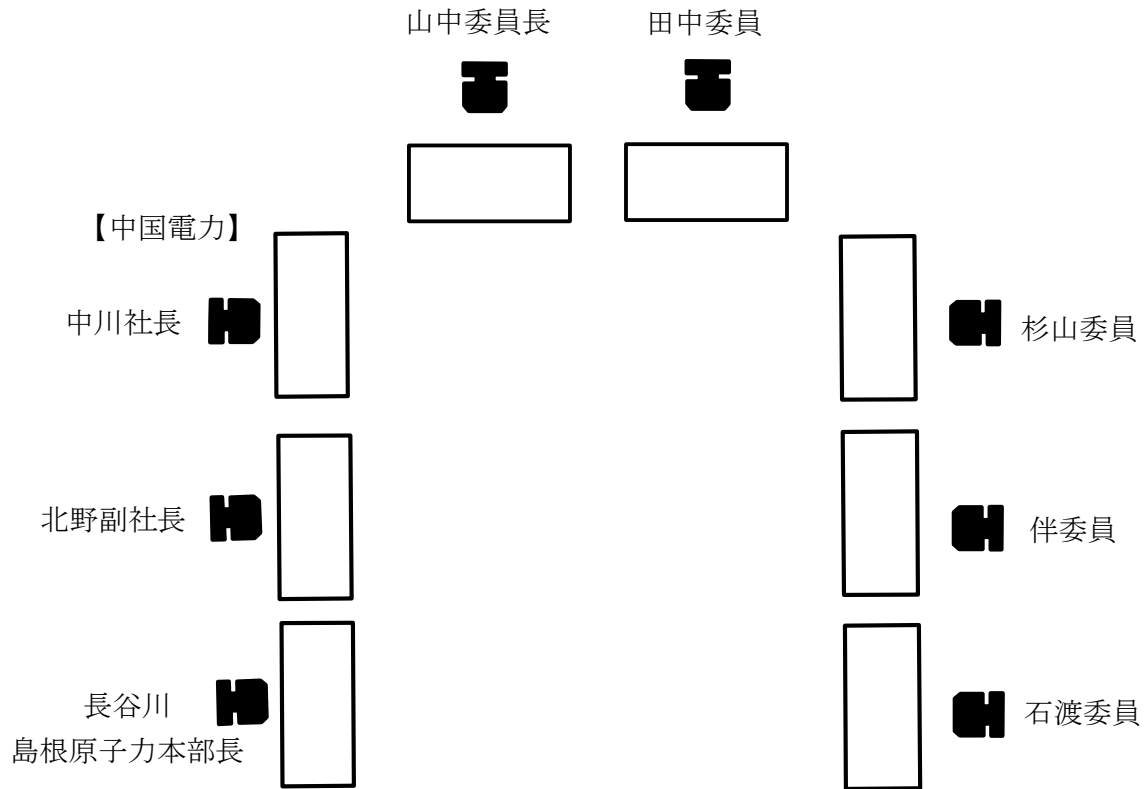 山中委員長
田中委員
【中国電力】
中川社長
杉山委員
北野副社長
伴委員
長谷川
島根原子力本部長
石渡委員